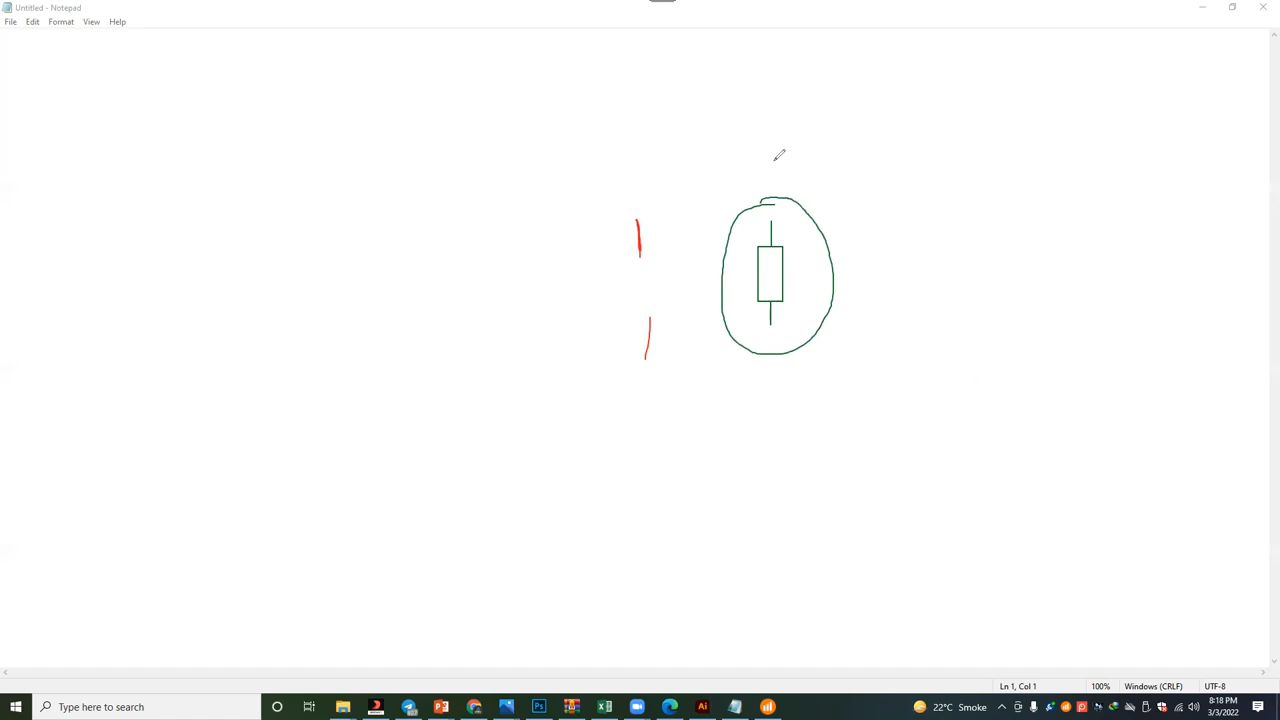 Untitled - Notepad
File Edit Format View Help
Ln 1, Col 1 100% Windows (CRLF) UTF-8
Type here to search
22°C Smoke
8:18 PM
3/3/2022